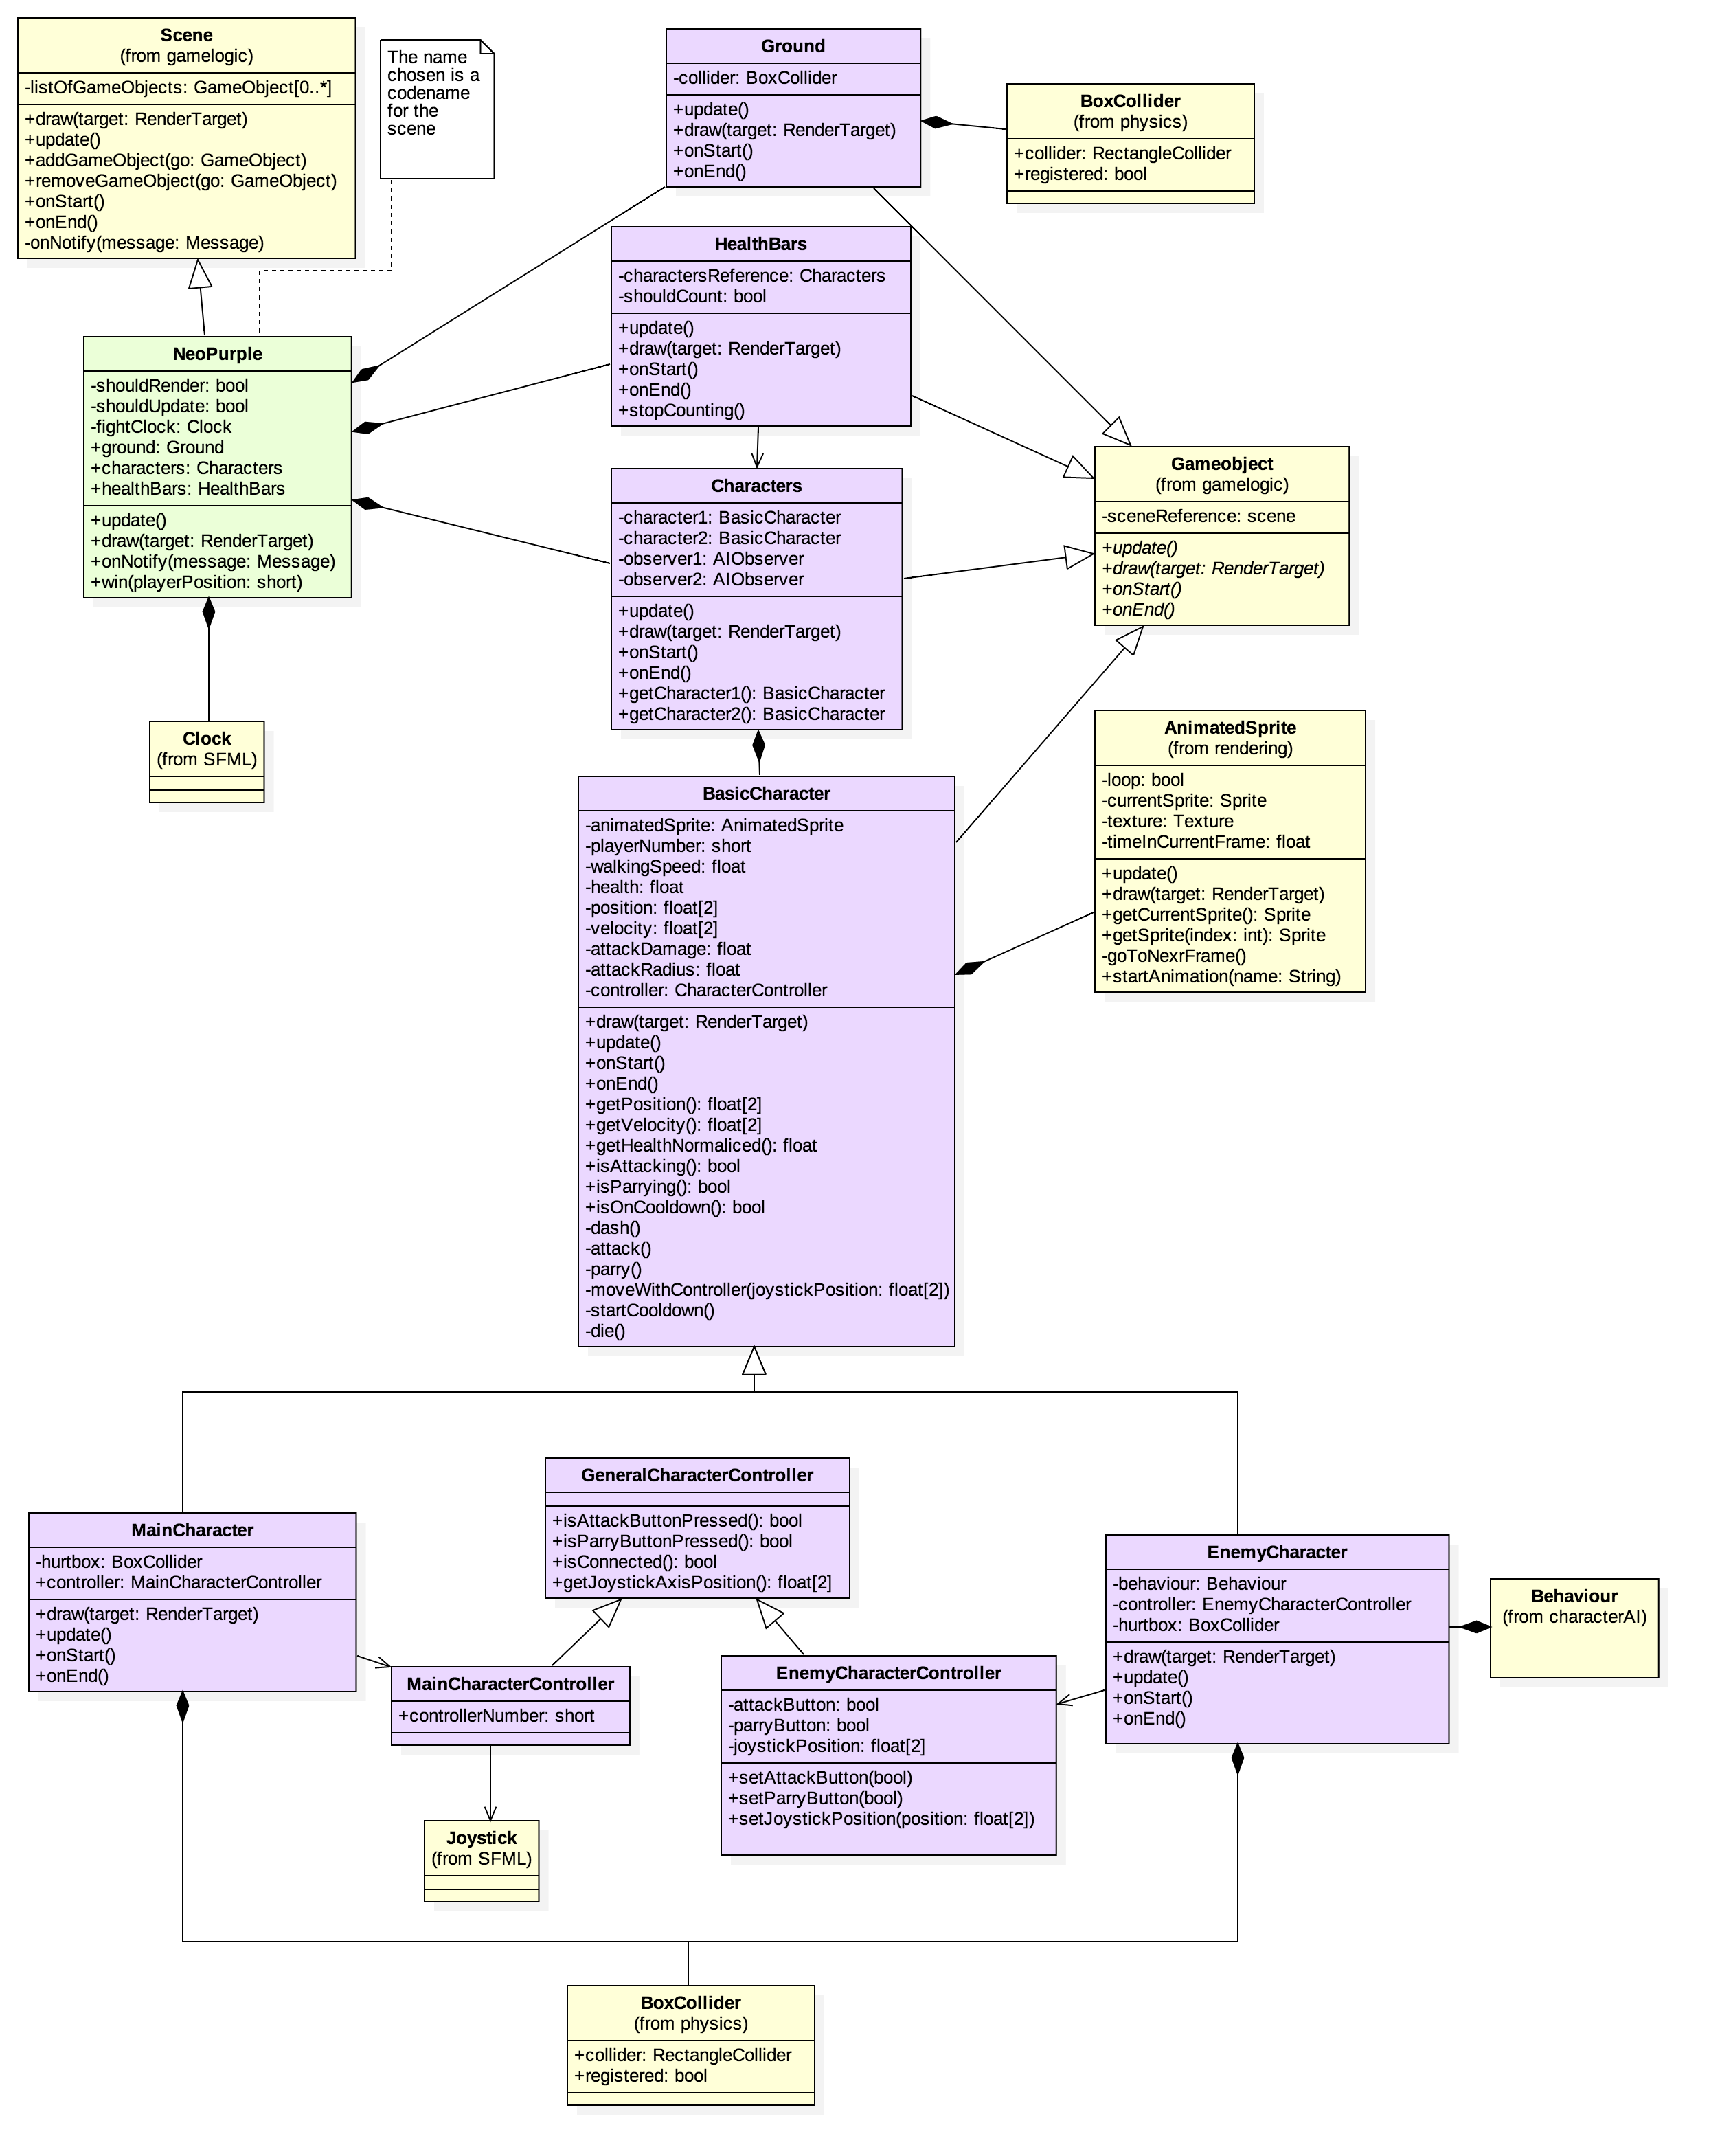 Scene
(from gamelogic)
-listOfGameObjects: GameObject[0..*]
+draw(target: RenderTarget)
+update()
+addGameObject(go: GameObject)
+removeGameObject(go: GameObject)
+onStart()
+onEnd()
-onNotify(message: Message)
The name
chosen is a
codename
for the
scene
Ground
-collider: BoxCollider
+update()
+draw(target: RenderTarget)
+onStart()
+onEnd()
BoxCollider
(from physics)
+collider: RectangleCollider
+registered: bool
HealthBars
-charactersReference: Characters
-shouldCount: bool
+update()
+draw(target: RenderTarget)
+onStart()
+onEnd()
+stopCounting()
NeoPurple
-shouldRender: bool
-shouldUpdate: bool
-fightClock: Clock
+ground: Ground
+characters: Characters
+healthBars: HealthBars
+update()
+draw(target: RenderTarget)
+onNotify(message: Message)
+win(playerPosition: short)
Characters
-character1: BasicCharacter
-character2: BasicCharacter
-observer1: AIObserver
-observer2: AIObserver
+update()
+draw(target: RenderTarget)
+onStart()
+onEnd()
+getCharacter1(): BasicCharacter
+getCharacter2(): BasicCharacter
Gameobject
(from gamelogic)
-sceneReference: scene
+update()
+draw(target: RenderTarget)
+onStart()
+onEnd()
Clock
(from SFML)
AnimatedSprite
(from rendering)
-loop: bool
-currentSprite: Sprite
-texture: Texture
-timeInCurrentFrame: float
+update()
+draw(target: RenderTarget)
+getCurrentSprite(): Sprite
+getSprite(index: int): Sprite
-goToNexrFrame()
+startAnimation(name: String)
BasicCharacter
-animatedSprite: AnimatedSprite
-playerNumber: short
-walkingSpeed: float
-health: float
-position: float[2]
-velocity: float[2]
-attackDamage: float
-attackRadius: float
-controller: CharacterController
+draw(target: RenderTarget)
+update()
+onStart()
+onEnd()
+getPosition(): float[2]
+getVelocity(): float[2]
+getHealthNormaliced(): float
+isAttacking(): bool
+isParrying(): bool
+isOnCooldown(): bool
-dash()
-attack()
-parry()
-moveWithController(joystickPosition: float[2])
-startCooldown()
-die()
GeneralCharacterController
+isAttackButtonPressed(): bool
+isParryButtonPressed(): bool
+isConnected(): bool
+getJoystickAxisPosition(): float[2]
MainCharacter
-hurtbox: BoxCollider
+controller: MainCharacterController
+draw(target: RenderTarget)
+update()
+onStart()
+onEnd()
EnemyCharacter
-behaviour: Behaviour
-controller: EnemyCharacterController
-hurtbox: BoxCollider
+draw(target: RenderTarget)
+update()
+onStart()
+onEnd()
Behaviour
(from characterAI)
MainCharacterController
+controllerNumber: short
EnemyCharacterController
-attackButton: bool
-parryButton: bool
-joystickPosition: float[2]
+setAttackButton(bool)
+setParryButton(bool)
+setJoystickPosition(position: float[2])
Joystick
(from SFML)
BoxCollider
(from physics)
+collider: RectangleCollider
+registered: bool